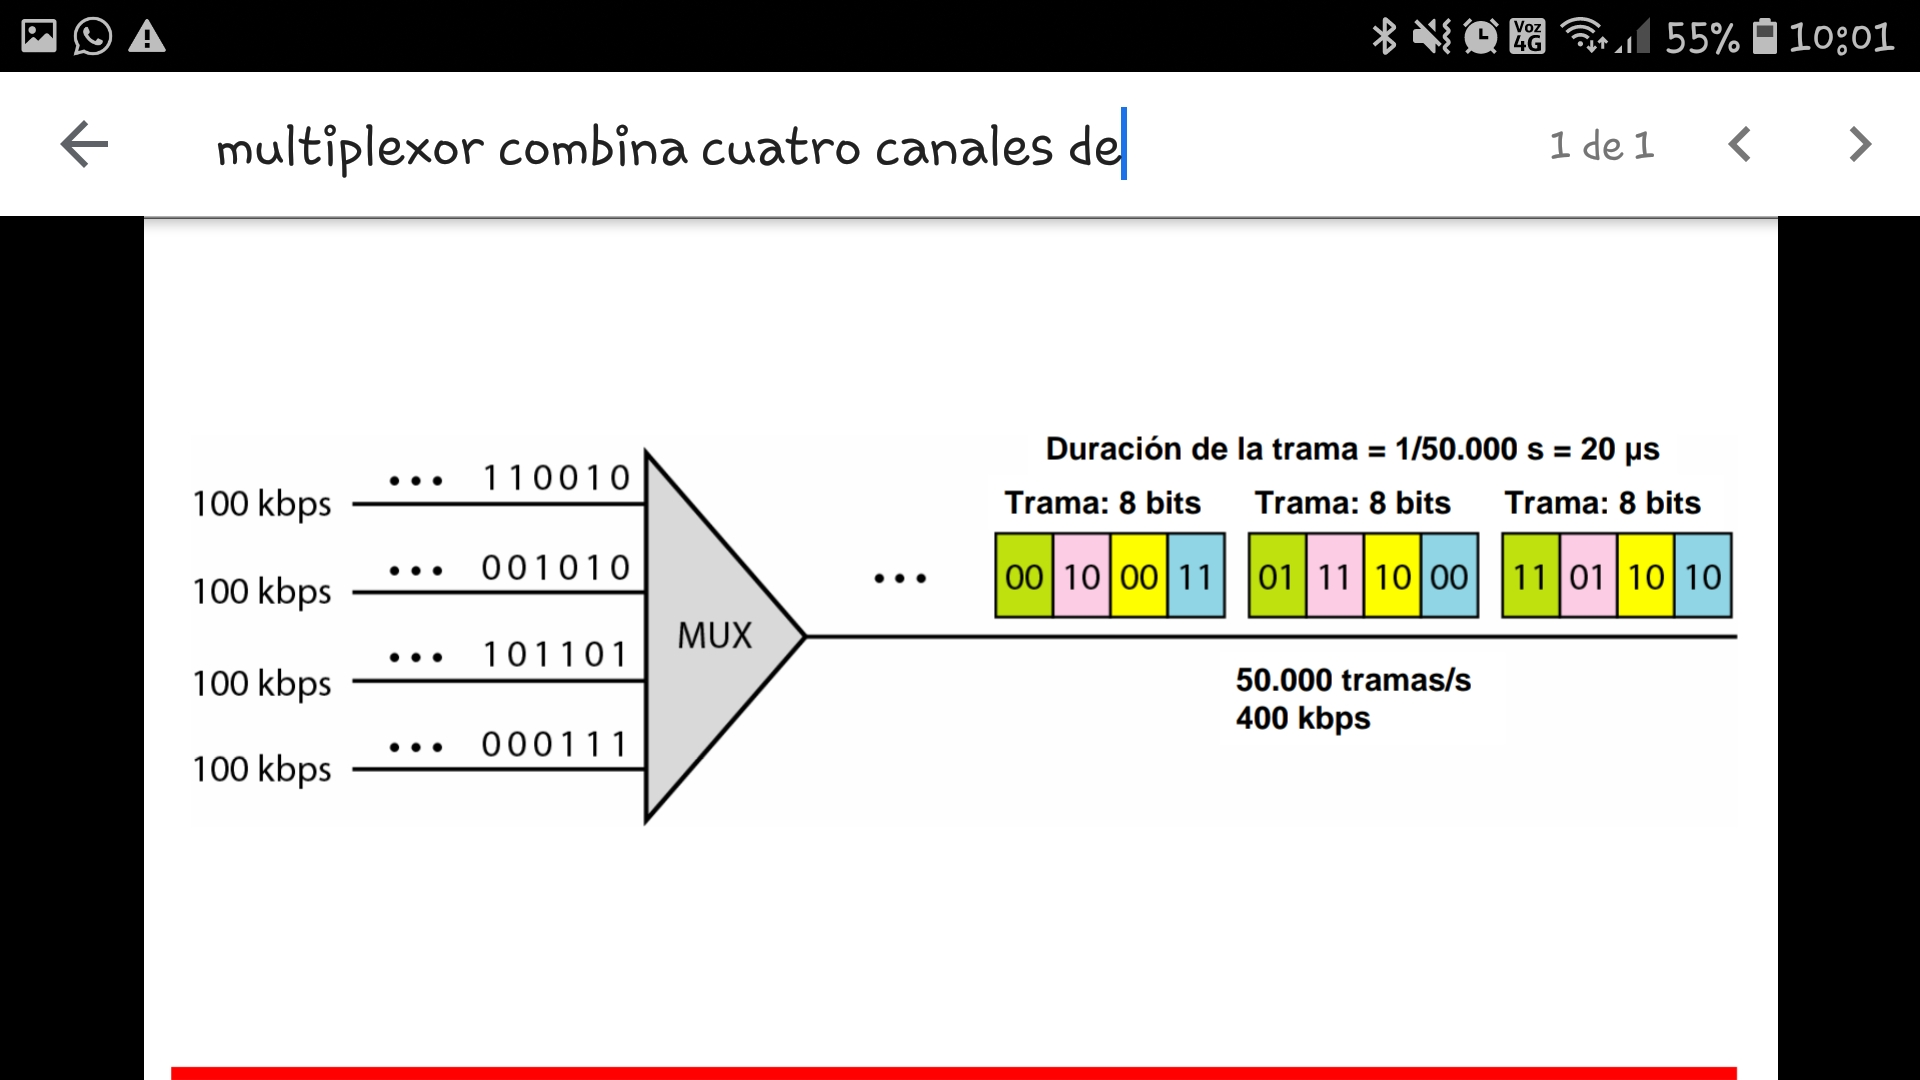 Voz 4G 55% 10:01
multiplexor combina cuatro canales de 1 de 1
Duración de la trama = 1/50.000 s = 20 µs
Trama: 8 bits Trama: 8 bits Trama: 8 bits
100 kbps ••• 110010
100 kbps ••• 001010
100 kbps ••• 101101
100 kbps ••• 000111
MUX
••• 00 10 00 11 01 11 10 00 11 01 10 10
50.000 tramas/s
400 kbps